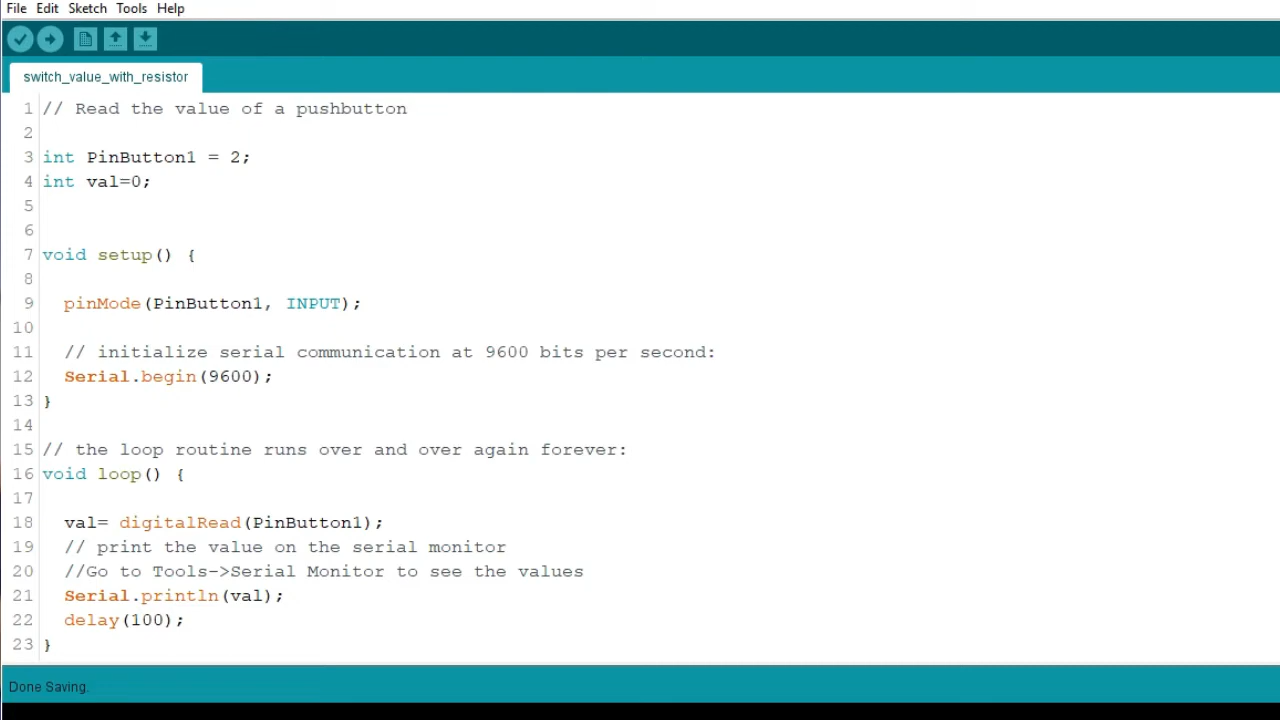 File Edit Sketch Tools Help
switch_value_with_resistor
1 // Read the value of a pushbutton
2
3 int PinButton1 = 2;
4 int val=0;
5
6
7 void setup() {
8
9 pinMode(PinButton1, INPUT);
10
11 // initialize serial communication at 9600 bits per second:
12 Serial.begin(9600);
13 }
14
15 // the loop routine runs over and over again forever:
16 void loop() {
17
18 val= digitalRead(PinButton1);
19 // print the value on the serial monitor
20 //Go to Tools->Serial Monitor to see the values
21 Serial.println(val);
22 delay(100);
23 }
Done Saving.